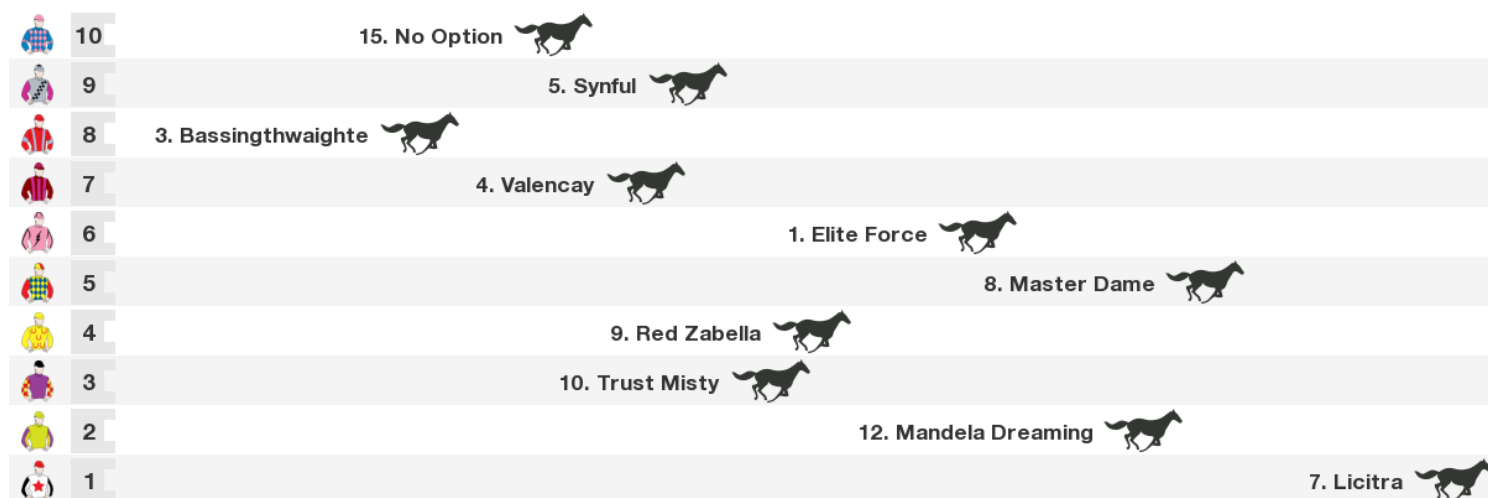 10 15. No Option
9 5. Synful
8 3. Bassingthwaighte
7 4. Valencay
6 1. Elite Force
5 8. Master Dame
4 9. Red Zabella
3 10. Trust Misty
2 12. Mandela Dreaming
1 7. Licitra